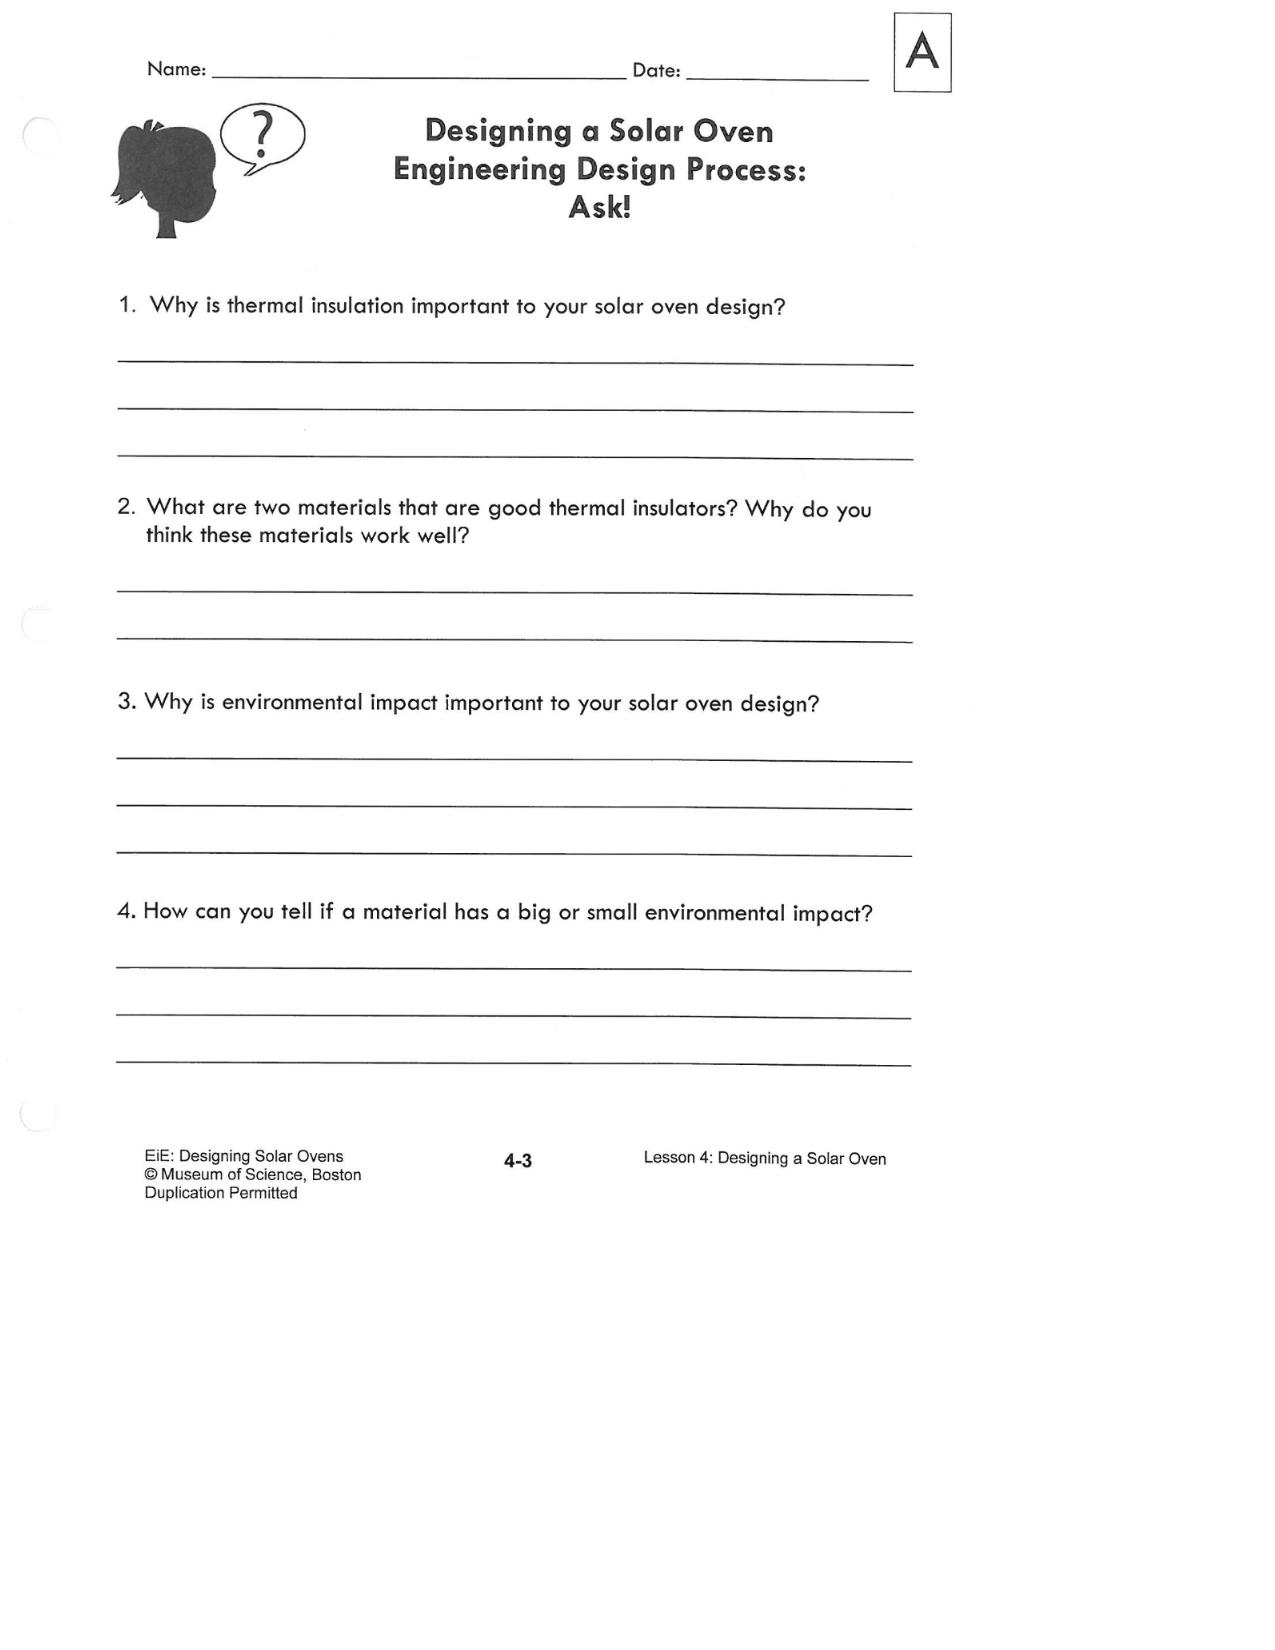 A
Name: Date:
?
Designing a Solar Oven
Engineering Design Process:
Ask!
1. Why is thermal insulation important to your solar oven design?
2. What are two materials that are good thermal insulators? Why do you
think these materials work well?
3. Why is environmental impact important to your solar oven design?
4. How can you tell if a material has a big or small environmental impact?
EiE: Designing Solar Ovens
© Museum of Science, Boston
Duplication Permitted
4-3
Lesson 4: Designing a Solar Oven